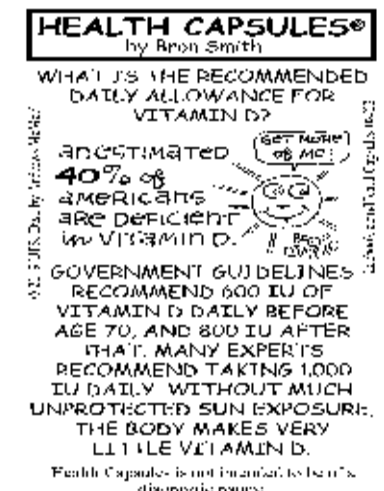 HEALTH CAPSULES®
by Bron Smith
WHAT IS THE RECOMMENDED
DAILY ALLOWANCE FOR
VITAMIN D?
GET MORE
OF ME!
AN ESTIMATED
40% OF
AMERICANS
ARE DEFICIENT
IN VITAMIN D.
GOVERNMENT GUIDELINES
RECOMMEND 600 IU OF
VITAMIN D DAILY BEFORE
AGE 70, AND 800 IU AFTER
THAT. MANY EXPERTS
RECOMMEND TAKING 1,000
IU DAILY. WITHOUT MUCH
UNPROTECTED SUN EXPOSURE,
THE BODY MAKES VERY
LITTLE VITAMIN D.
Health Capsules is not intended to be of a
diagnostic nature.